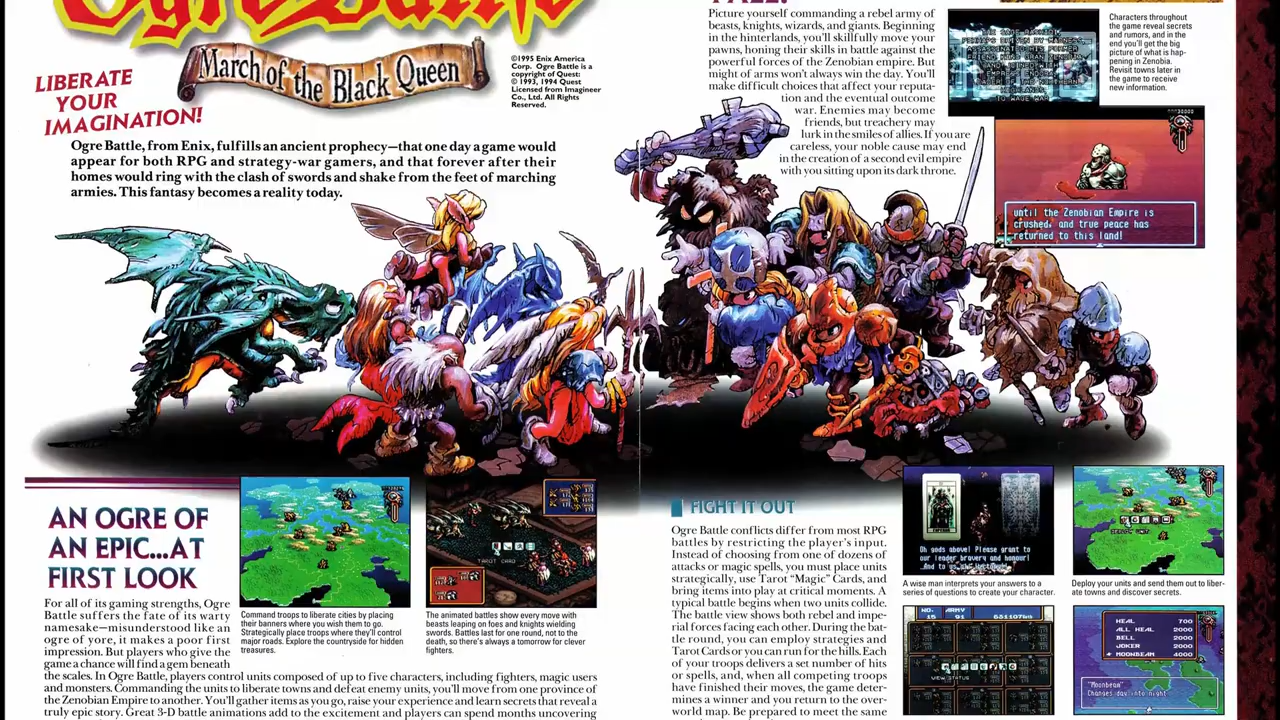 Ogre Battle
March of the Black Queen
©1995 Enix America
Corp. Ogre Battle is a
copyright of Quest:
© 1993, 1994 Quest
Licensed from Imagineer
Co., Ltd. All Rights
Reserved.
LIBERATE
YOUR
IMAGINATION!
Ogre Battle, from Enix, fulfills an ancient prophecy—that one day a game would
appear for both RPG and strategy-war gamers, and that forever after their
homes would ring with the clash of swords and shake from the feet of marching
armies. This fantasy becomes a reality today.
Picture yourself commanding a rebel army of
beasts, knights, wizards, and giants. Beginning
in the hinterlands, you'll skillfully move your
pawns, honing their skills in battle against the
powerful forces of the Zenobian empire. But
might of arms won't always win the day. You'll
make difficult choices that affect your reputa-
tion and the eventual outcome
war. Enemies may become
friends, but treachery may
lurk in the smiles of allies. If you are
careless, your noble cause may end
in the creation of a second evil empire
with you sitting upon its dark throne.
TO WAGE WAR.
Characters throughout
the game reveal secrets
and rumors, and in the
end you'll get the big
picture of what is hap-
pening in Zenobia.
Revisit towns later in
the game to receive
new information.
until the Zenobian Empire is
crushed, and true peace has
returned to this land!
AN OGRE OF
AN EPIC...AT
FIRST LOOK
For all of its gaming strengths, Ogre
Battle suffers the fate of its warty
namesake—misunderstood like an
ogre of yore, it makes a poor first
impression. But players who give the
game a chance will find a gem beneath
the scales. In Ogre Battle, players control units of up to five characters, including fighters, magic users
and monsters. Commanding the units to liberate towns and defeat enemy units, you'll move from one province of
the Zenobian Empire to another. You gather items as you raise your experience and learn secrets that reveal a
truly epic story. Great 3-D battle animations add to the excitement and players can spend months uncovering
Command troops to liberate cities by placing
their banners where you wish them to go.
Strategically place troops where they'll control
major roads. Explore the countryside for hidden
treasures.
TAROT CARD
The animated battles show every move with
beasts leaping on foes and knights wielding
swords. Battles last for one round, not to the
death, so there's always a tomorrow for clever
fighters.
FIGHT IT OUT
Ogre Battle conflicts differ from most RPG
battles by restricting the player's input.
Instead of choosing from one of dozens of
attacks or magic spells, you must place units
strategically, use Tarot "Magic" Cards, and
bring items into play at critical moments. A
typical battle begins when two units collide.
The battle view shows both rebel and impe-
rial forces facing each other. During the bat-
tle round, you can employ strategies and
Tarot Cards or you can run for the hills. Each
of your troops delivers a set number of hits
or spells, and, when all competing troops
have finished their moves, the tally deter-
mines a winner and you return to the over-
world map. Be prepared to meet the same
Oh gods above! Please grant to
our leader bravery and honour!
A wise man interprets your answers to a
series of questions to create your character.
Deploy your units and send them out to liber-
ate towns and discover secrets.
NO. ARMY
15 91
VIEW STATUS
HEAL 700
ALL HEAL 2000
BELL 2000
JOKER 2000
MOONBEAM 4000
"Moonbeam"
Changes day into night.